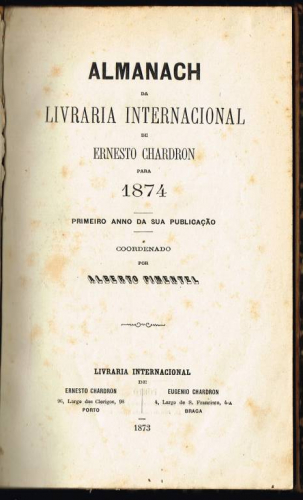 ALMANACH
DA
LIVRARIA INTERNACIONAL
DE
ERNESTO CHARDRON
PARA
1874
PRIMEIRO ANNO DA SUA PUBLICAÇÃO
COORDENADO
POR
ALBERTO PIMENTEL
LIVRARIA INTERNACIONAL
DE
ERNESTO CHARDRON
96, Largo dos Clerigos, 98
PORTO
EUGENIO CHARDRON
4, Largo de S. Francisco, 4-A
BRAGA
1873